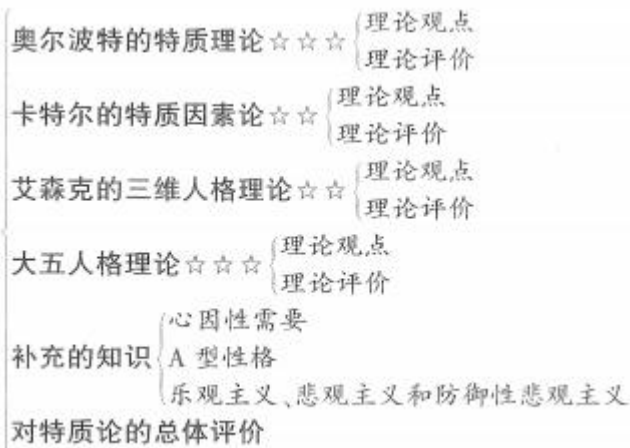 奥尔波特的特质理论☆☆☆
理论观点
理论评价
卡特尔的特质因素论☆☆
理论观点
理论评价
艾森克的三维人格理论☆☆
理论观点
理论评价
大五人格理论☆☆☆
理论观点
理论评价
补充的知识
心因性需要
A 型性格
乐观主义、悲观主义和防御性悲观主义
对特质论的总体评价